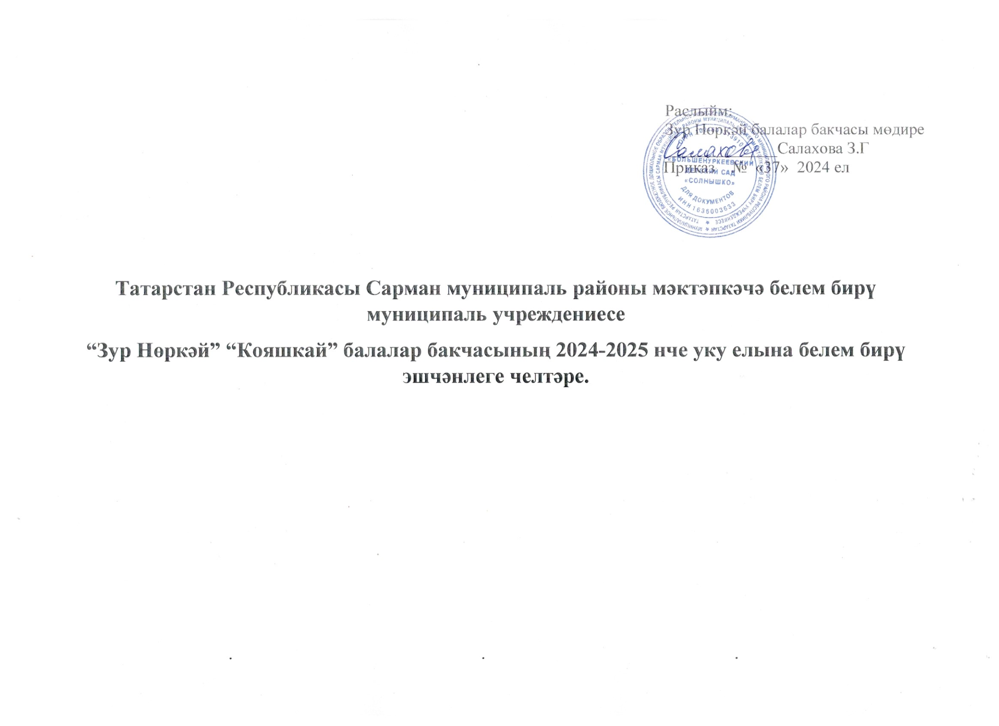 Раслыйм:
Зур Нөркәй балалар бакчасы мөдире
Салахова Салахова З.Г
Приказ № «37» 2024 ел
«БОЛЬШЕНУРКЕЕВСКИЙ
ДЕТСКИЙ САД
«СОЛНЫШКО»
ДЛЯ ДОКУМЕНТОВ
ИНН 1636003633
Татарстан Республикасы Сарман муниципаль районы мәктәпкәчә белем бирү
муниципаль учреждениесе
“Зур Нөркәй” “Кояшкай” балалар бакчасының 2024-2025 нче уку елына белем бирү
эшчәнлеге челтәре.